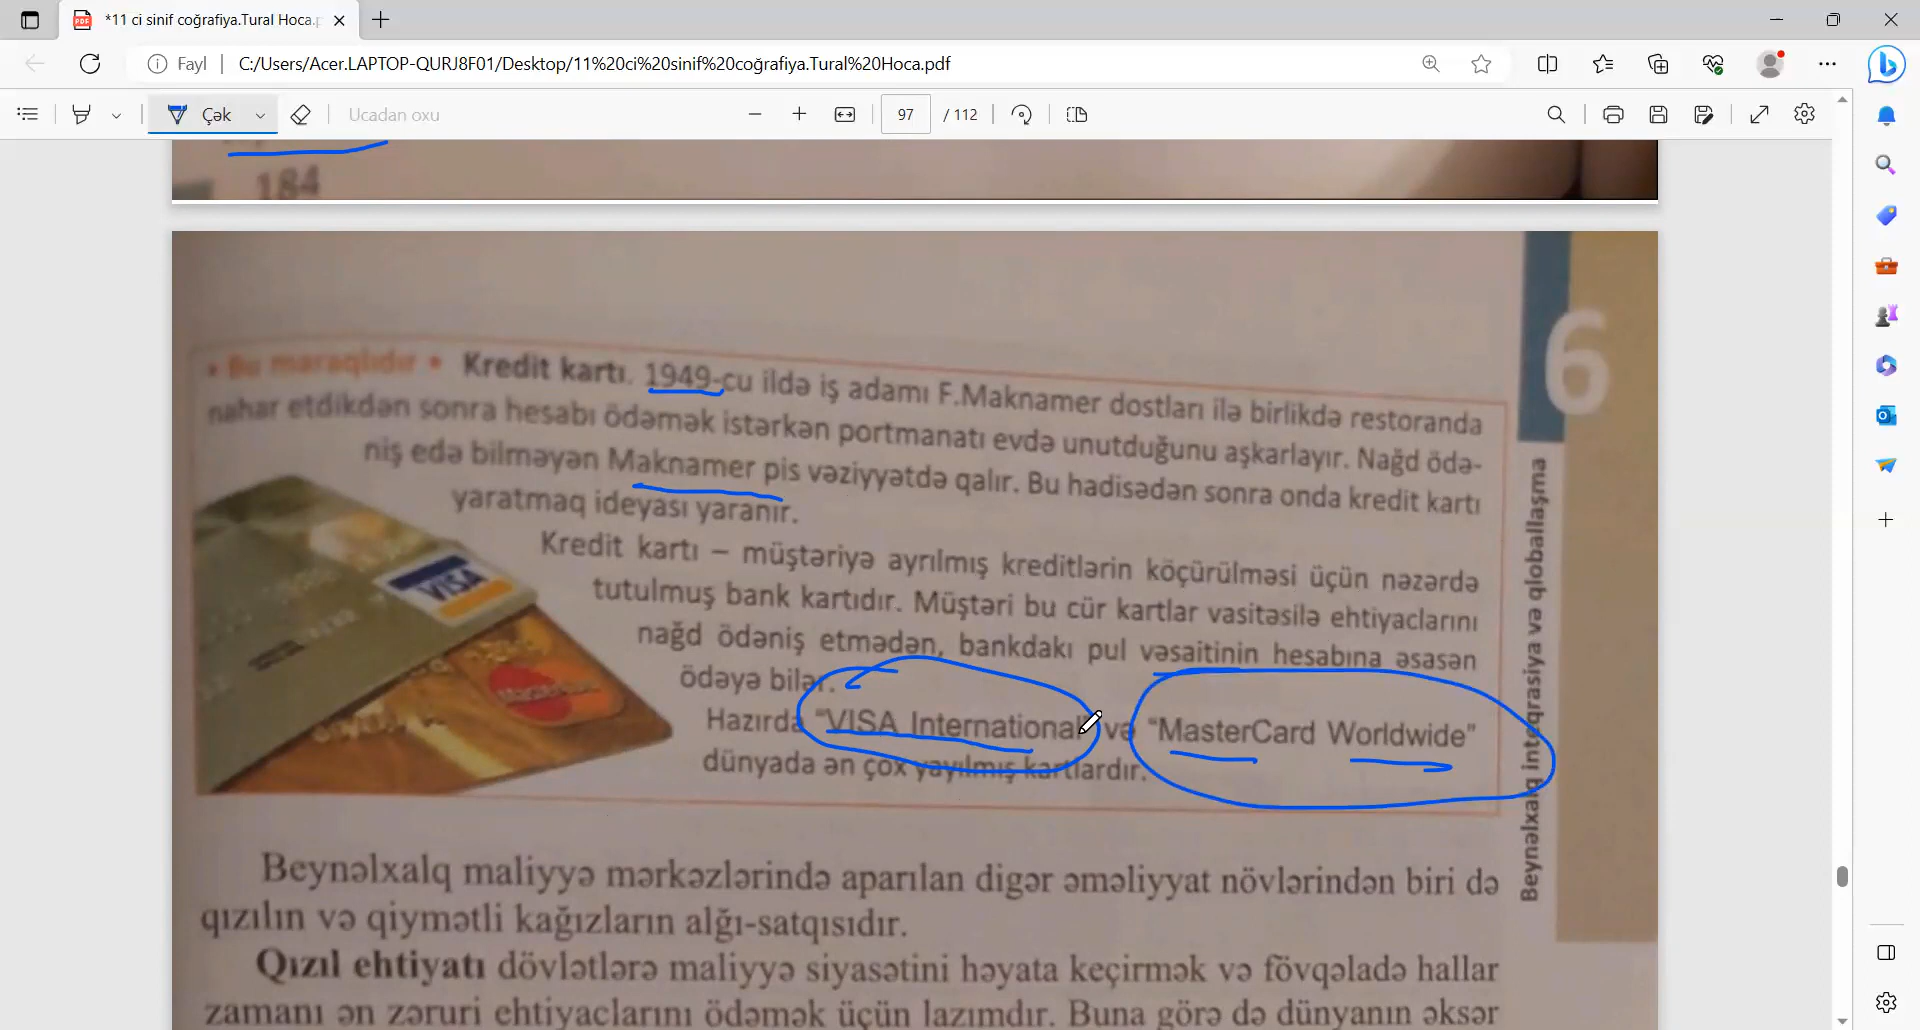 *11 ci sinif coğrafiya.Tural Hoca.p
Fayl
C:/Users/Acer.LAPTOP-QURJ8F01/Desktop/11%20ci%20sinif%20coğrafiya.Tural%20Hoca.pdf
Çək
Ucadan oxu
97 / 112
184
6
• Bu maraqlıdır • Kredit kartı. 1949-cu ildə iş adamı F.Maknamer dostları ilə birlikdə restoranda
nahar etdikdən sonra hesabı ödəmək istərkən portmanatı evdə unutduğunu aşkarlayır. Nağd ödə-
niş edə bilməyən Maknamer pis vəziyyətdə qalır. Bu hadisədən sonra onda kredit kartı
yaratmaq ideyası yaranır.
Kredit kartı – müştəriyə ayrılmış kreditlərin köçürülməsi üçün nəzərdə
tutulmuş bank kartıdır. Müştəri bu cür kartlar vasitəsilə ehtiyaclarını
nağd ödəniş etmədən, bankdakı pul vəsaitinin hesabına əsasən
ödəyə bilər.
Hazırda "VISA International" və "MasterCard Worldwide"
dünyada ən çox yayılmış kartlardır.
VISA
MasterCard
Beynəlxalq inteqrasiya və qloballaşma
Beynəlxalq maliyyə mərkəzlərində aparılan digər əməliyyat növlərindən biri də
qızılın və qiymətli kağızların alğı-satqısıdır.
Qızıl ehtiyatı dövlətlərə maliyyə siyasətini həyata keçirmək və fövqəladə hallar
zamanı ən zəruri ehtiyaclarını ödəmək üçün lazımdır. Buna görə də dünyanın əksər